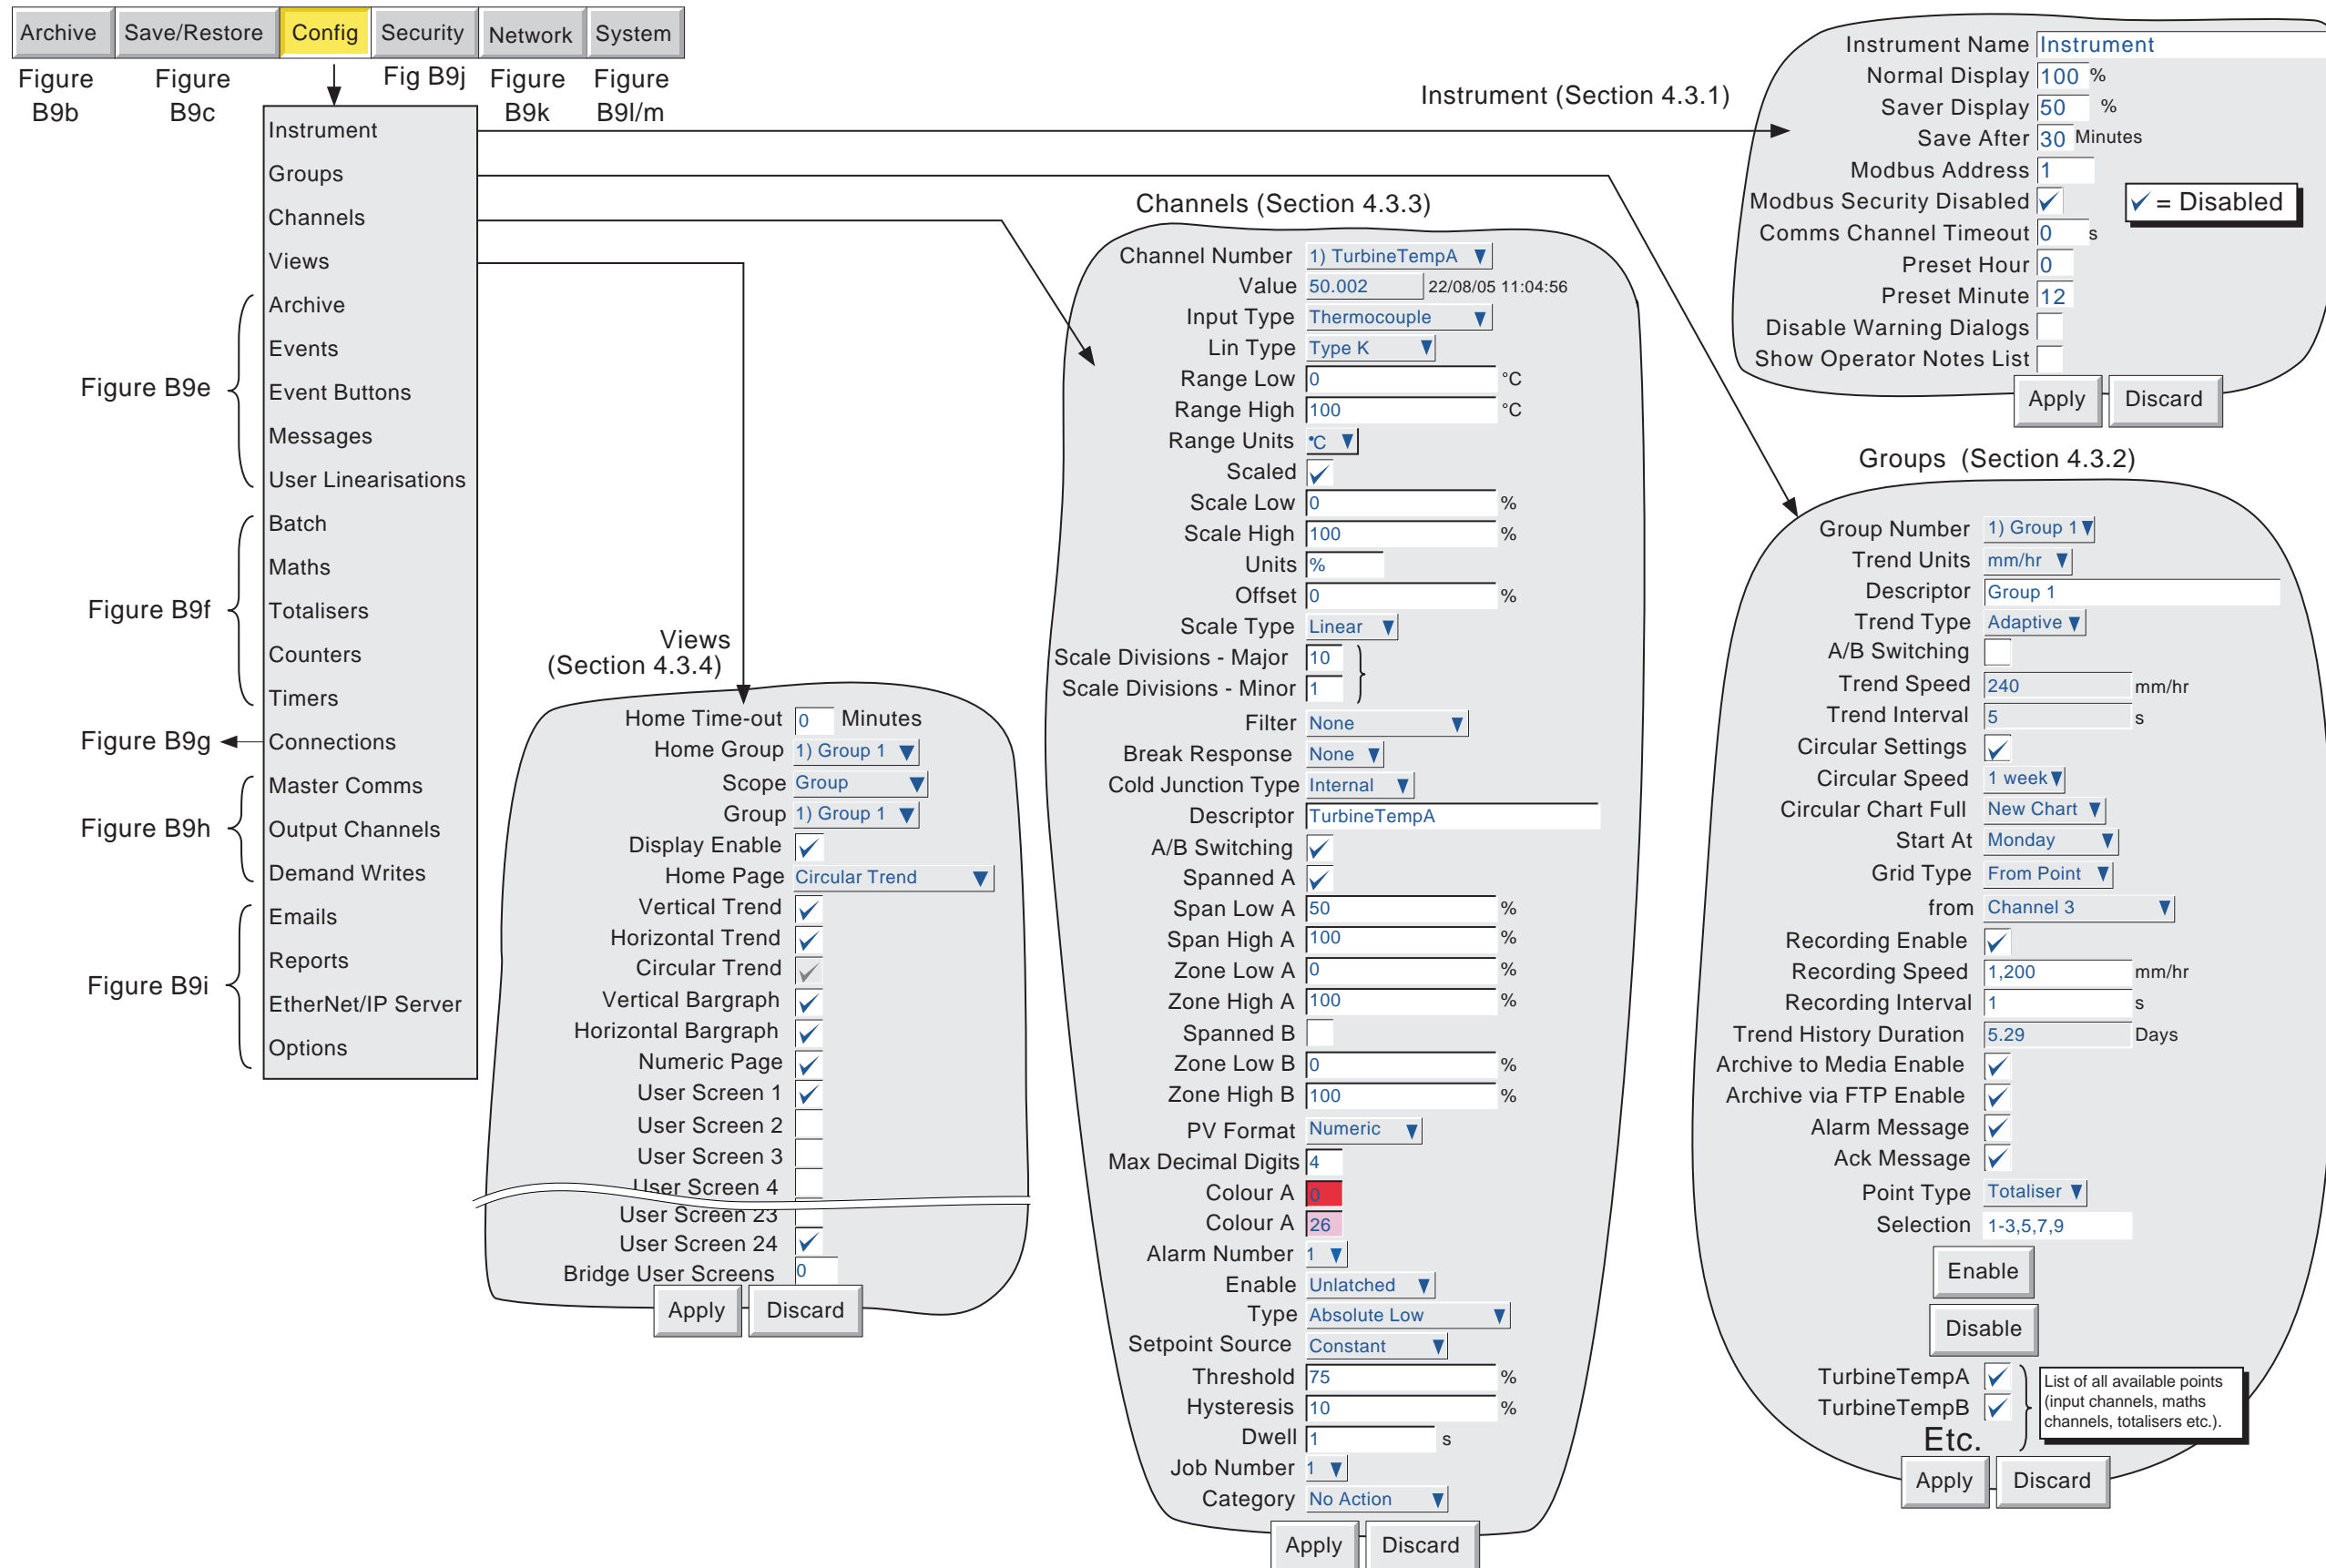 Archive Save/Restore Config Security Network System
Figure B9b
Figure B9c
Fig B9j
Figure B9k
Figure B9l/m
Instrument
Groups
Channels
Views
Archive
Events
Event Buttons
Messages
User Linearisations
Batch
Maths
Totalisers
Counters
Timers
Connections
Master Comms
Output Channels
Demand Writes
Emails
Reports
EtherNet/IP Server
Options
Figure B9e
Figure B9f
Figure B9g
Figure B9h
Figure B9i
Instrument (Section 4.3.1)
Instrument Name Instrument
Normal Display 100 %
Saver Display 50 %
Save After 30 Minutes
Modbus Address 1
Modbus Security Disabled
= Disabled
Comms Channel Timeout 0 s
Preset Hour 0
Preset Minute 12
Disable Warning Dialogs
Show Operator Notes List
Apply Discard
Channels (Section 4.3.3)
Channel Number 1) TurbineTempA
Value 50.002 22/08/05 11:04:56
Input Type Thermocouple
Lin Type Type K
Range Low 0 °C
Range High 100 °C
Range Units °C
Scaled
Scale Low 0 %
Scale High 100 %
Units %
Offset 0 %
Scale Type Linear
Scale Divisions - Major 10
Scale Divisions - Minor 1
Filter None
Break Response None
Cold Junction Type Internal
Descriptor TurbineTempA
A/B Switching
Spanned A
Span Low A 50 %
Span High A 100 %
Zone Low A 0 %
Zone High A 100 %
Spanned B
Zone Low B 0 %
Zone High B 100 %
PV Format Numeric
Max Decimal Digits 4
Colour A 0
Colour A 26
Alarm Number 1
Enable Unlatched
Type Absolute Low
Setpoint Source Constant
Threshold 75 %
Hysteresis 10 %
Dwell 1 s
Job Number 1
Category No Action
Apply Discard
Groups (Section 4.3.2)
Group Number 1) Group 1
Trend Units mm/hr
Descriptor Group 1
Trend Type Adaptive
A/B Switching
Trend Speed 240 mm/hr
Trend Interval 5 s
Circular Settings
Circular Speed 1 week
Circular Chart Full New Chart
Start At Monday
Grid Type From Point
from Channel 3
Recording Enable
Recording Speed 1,200 mm/hr
Recording Interval 1 s
Trend History Duration 5.29 Days
Archive to Media Enable
Archive via FTP Enable
Alarm Message
Ack Message
Point Type Totaliser
Selection 1-3,5,7,9
Enable
Disable
TurbineTempA
TurbineTempB
Etc.
List of all available points
(input channels, maths
channels, totalisers etc.).
Apply Discard
Views
(Section 4.3.4)
Home Time-out 0 Minutes
Home Group 1) Group 1
Scope Group
Group 1) Group 1
Display Enable
Home Page Circular Trend
Vertical Trend
Horizontal Trend
Circular Trend
Vertical Bargraph
Horizontal Bargraph
Numeric Page
User Screen 1
User Screen 2
User Screen 3
User Screen 4
User Screen 23
User Screen 24
Bridge User Screens 0
Apply Discard